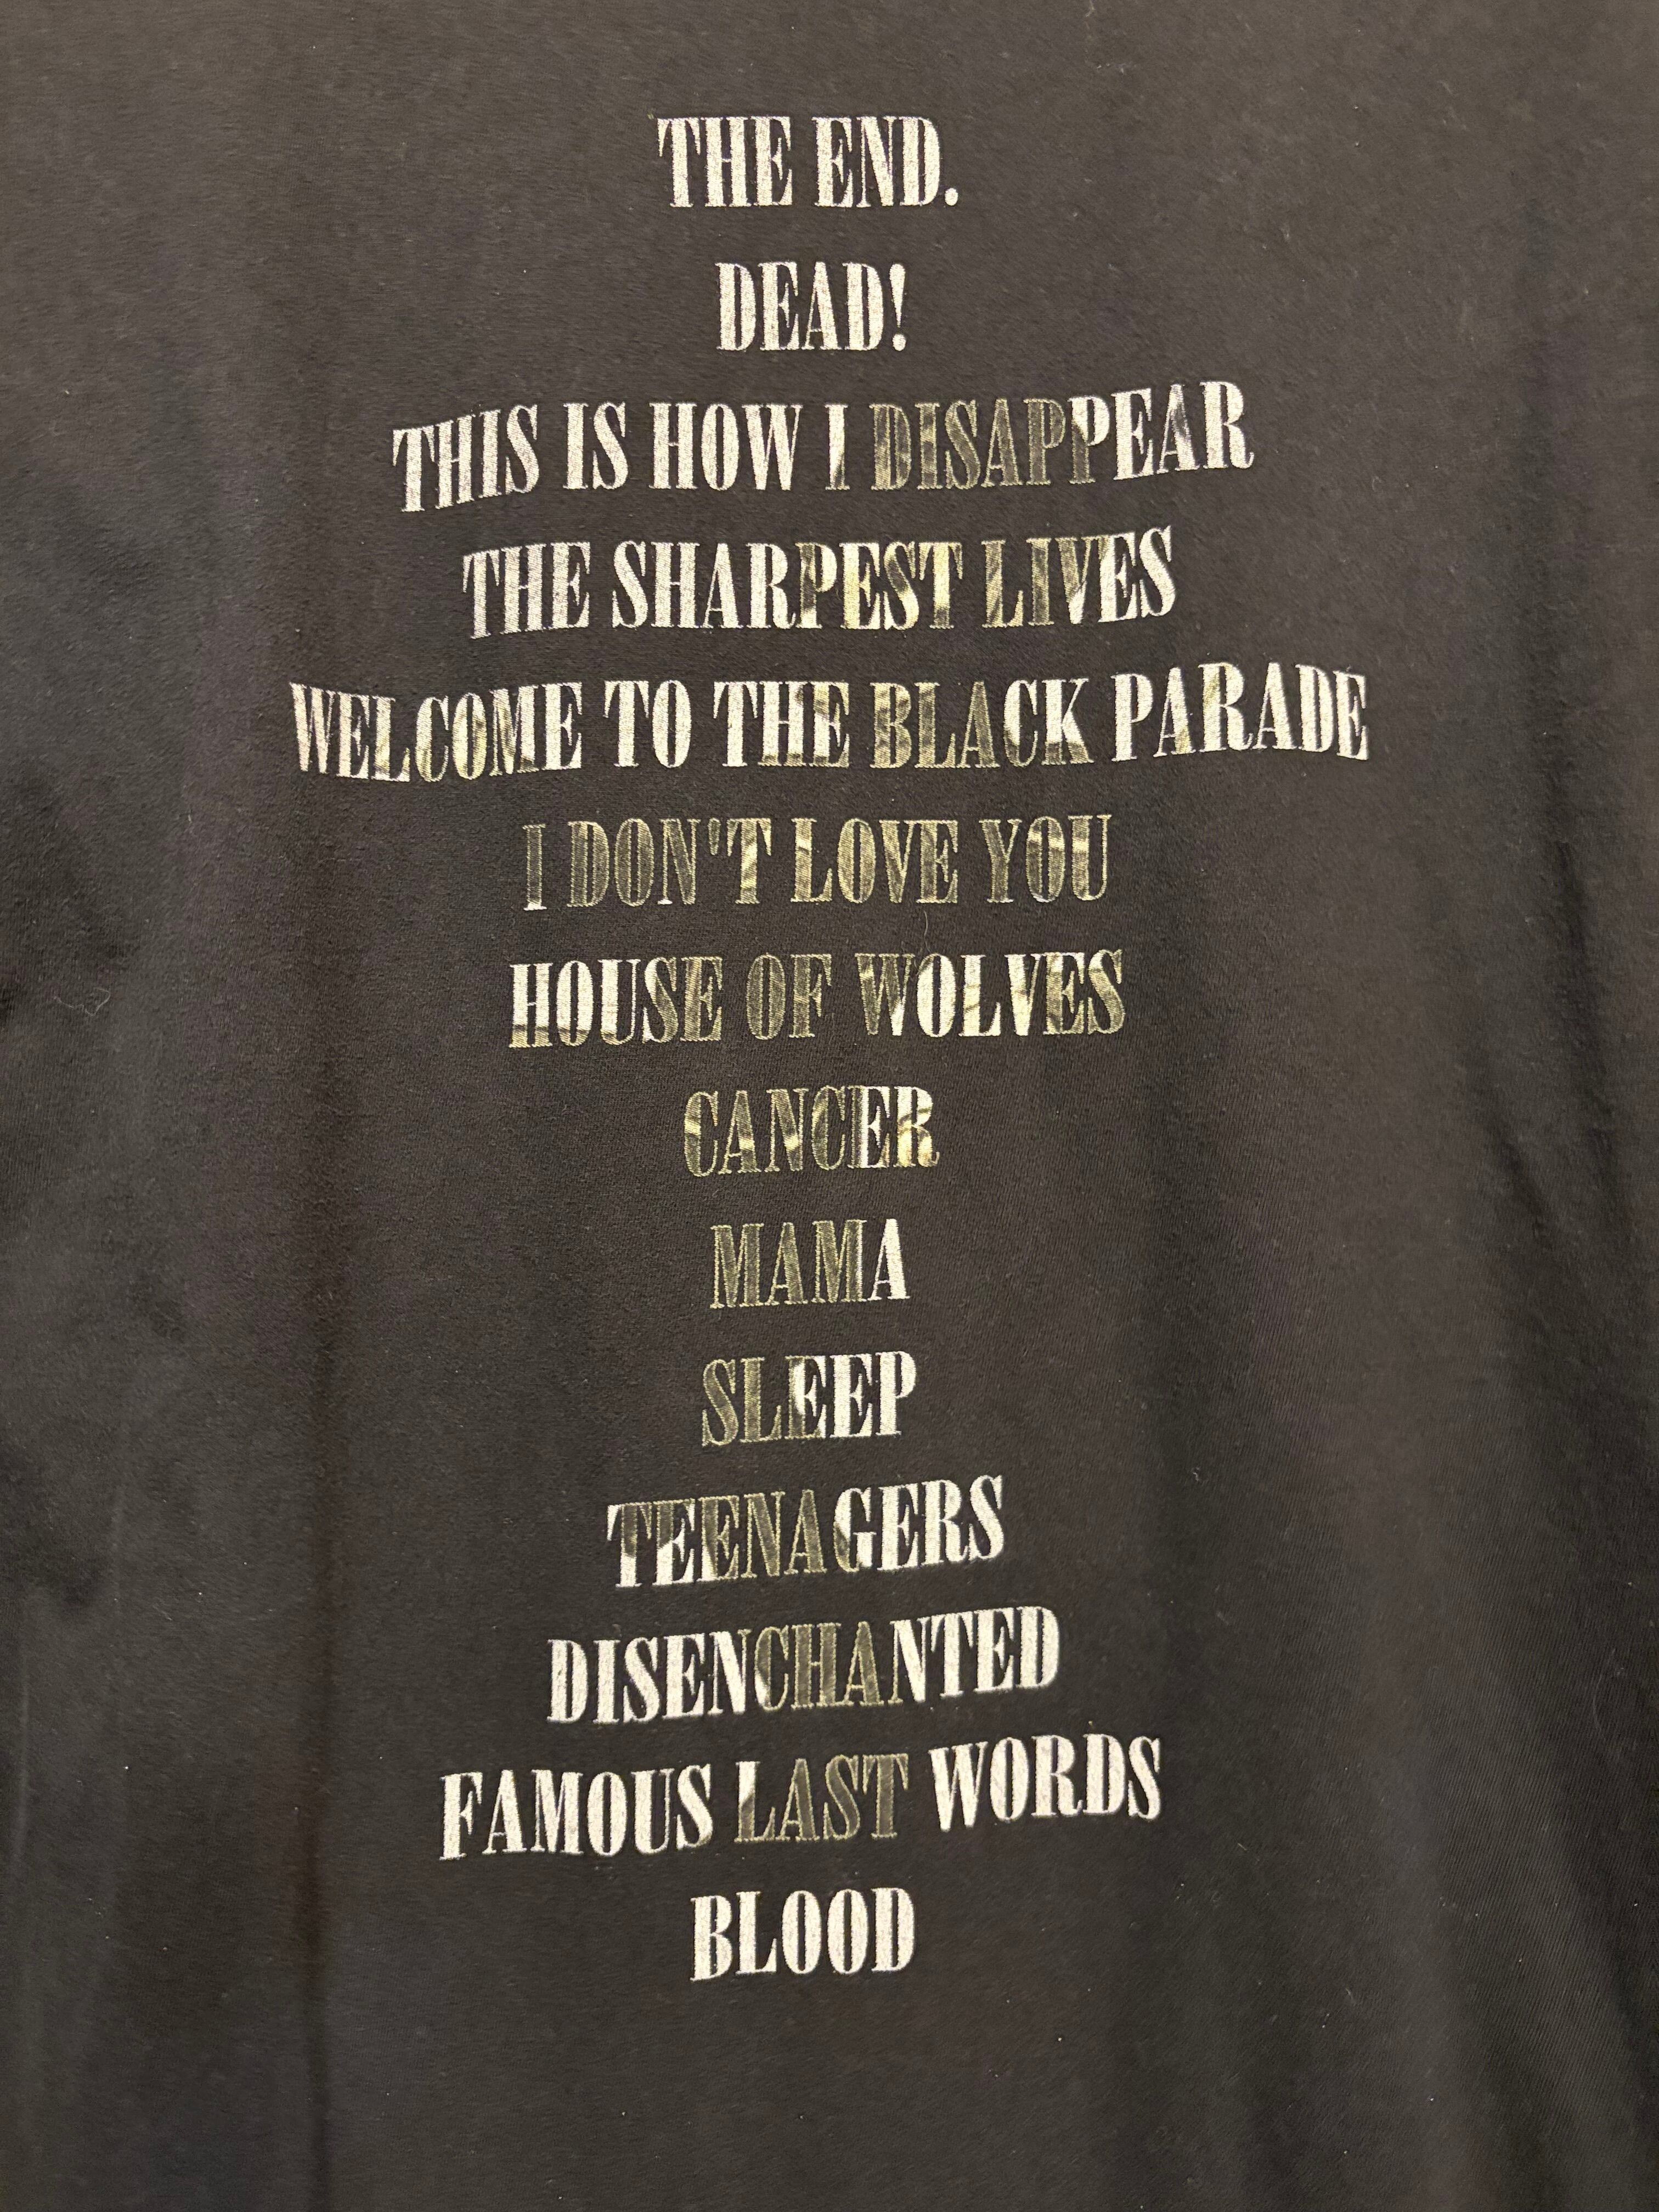 THE END.
DEAD!
THIS IS HOW I DISAPPEAR
THE SHARPEST LIVES
WELCOME TO THE BLACK PARADE
I DON'T LOVE YOU
HOUSE OF WOLVES
CANCER
MAMA
SLEEP
TEENAGERS
DISENCHANTED
FAMOUS LAST WORDS
BLOOD